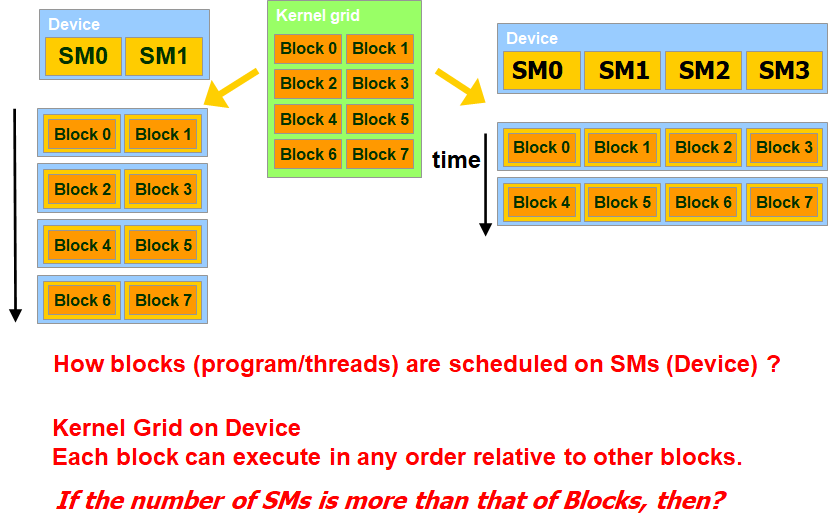 Device
SM0 SM1
Kernel grid
Block 0 Block 1
Block 2 Block 3
Block 4 Block 5
Block 6 Block 7
Device
SM0 SM1 SM2 SM3
Block 0 Block 1
Block 2 Block 3
Block 4 Block 5
Block 6 Block 7
time
Block 0 Block 1 Block 2 Block 3
Block 4 Block 5 Block 6 Block 7
How blocks (program/threads) are scheduled on SMs (Device) ?
Kernel Grid on Device
Each block can execute in any order relative to other blocks.
If the number of SMs is more than that of Blocks, then?